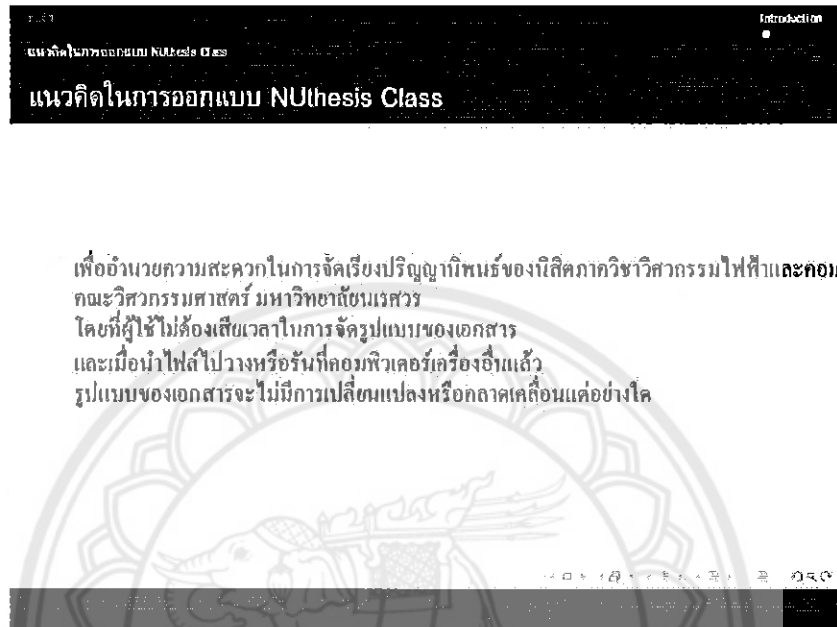 Introduction
แนวคิดในการออกแบบ NUthesis Class
แนวคิดในการออกแบบ NUthesis Class
เพื่ออำนวยความสะดวกในการจัดเรียงปริญญานิพนธ์ของนิสิตภาควิชาวิศวกรรมไฟฟ้าและคอม
คณะวิศวกรรมศาสตร์ มหาวิทยาลัยนเรศวร
โดยที่ผู้ใช้ไม่ต้องเสียเวลาในการจัดรูปแบบของเอกสาร
และเมื่อนำไฟล์ไปวางหรือรันที่คอมพิวเตอร์เครื่องอื่นแล้ว
รูปแบบของเอกสารจะไม่มีการเปลี่ยนแปลงหรือคลาดเคลื่อนแต่อย่างใด